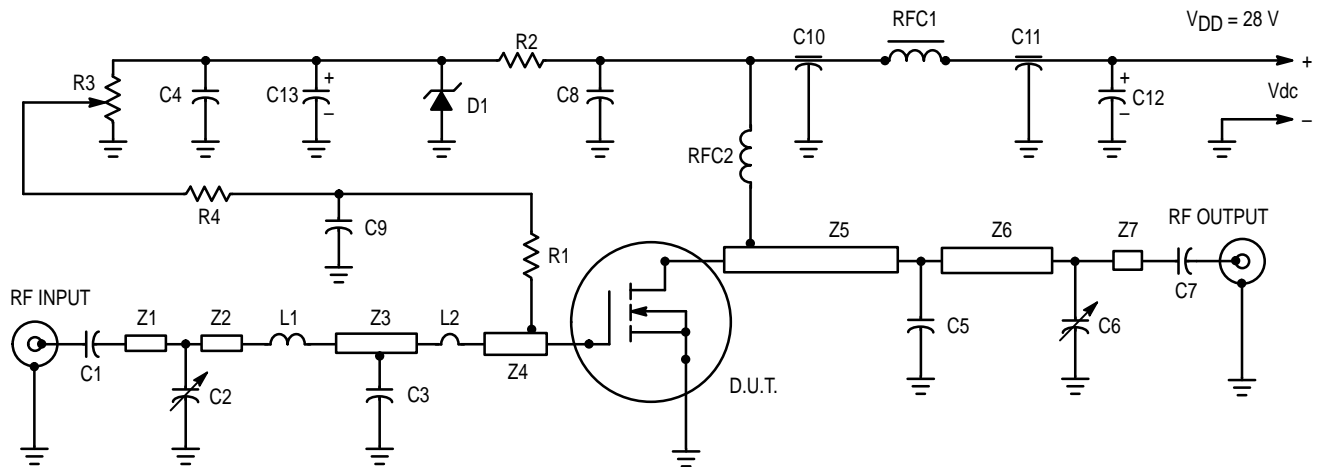 RFC1
V_DD = 28 V
R2
C10
C11
R3
C4
C13
+
–
D1
C8
C12
+
–
+
Vdc
–
RFC2
R4
C9
R1
Z5
Z6
Z7
RF OUTPUT
C7
RF INPUT
Z1
Z2
L1
Z3
L2
C5
C6
C1
Z4
C2
C3
D.U.T.